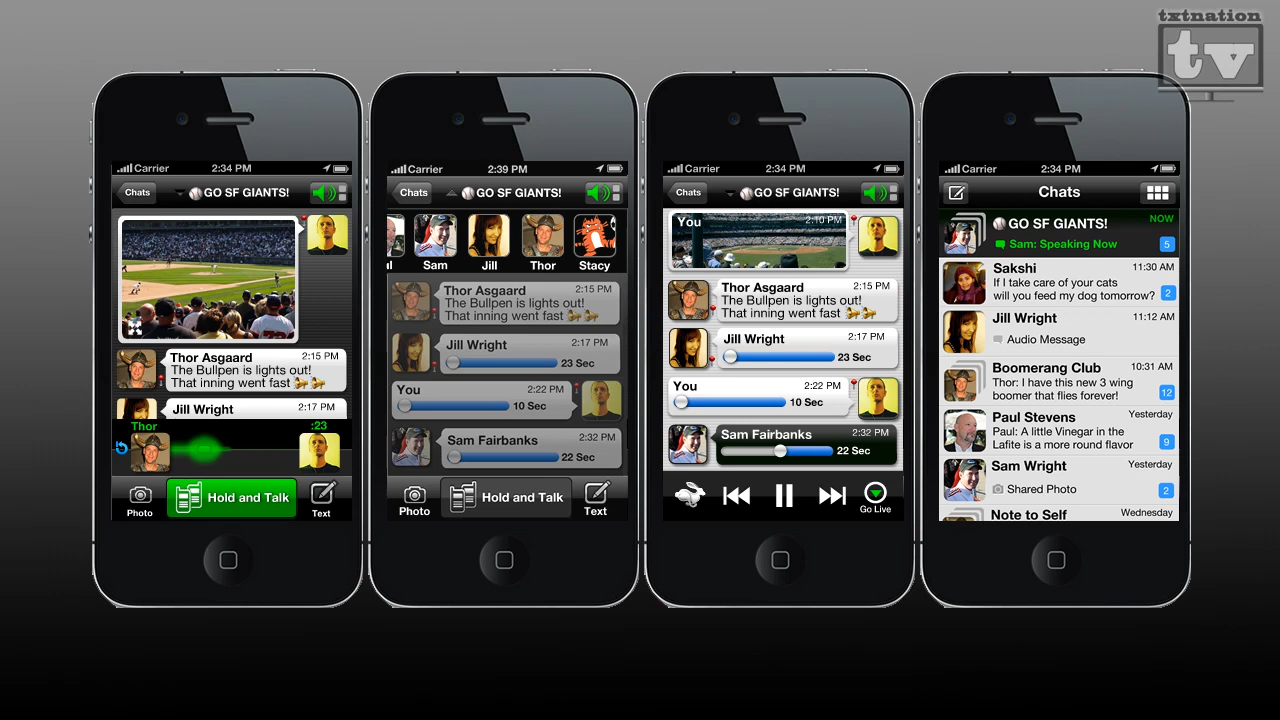 txtnation
tv
Carrier 2:34 PM
Chats GO SF GIANTS!
Thor Asgaard 2:15 PM
The Bullpen is lights out!
That inning went fast
Jill Wright 2:17 PM
Thor :23
Photo Hold and Talk Text
Carrier 2:39 PM
Chats GO SF GIANTS!
Sam Jill Thor Stacy
Thor Asgaard 2:15 PM
The Bullpen is lights out!
That inning went fast
Jill Wright 2:17 PM
23 Sec
You 2:22 PM
10 Sec
Sam Fairbanks 2:32 PM
22 Sec
Photo Hold and Talk Text
Carrier 2:34 PM
Chats GO SF GIANTS!
You 2:10 PM
Thor Asgaard 2:15 PM
The Bullpen is lights out!
That inning went fast
Jill Wright 2:17 PM
23 Sec
You 2:22 PM
10 Sec
Sam Fairbanks 2:32 PM
22 Sec
Go Live
Carrier 2:34 PM
Chats
GO SF GIANTS! NOW
Sam: Speaking Now 5
Sakshi 11:30 AM
If I take care of your cats
will you feed my dog tomorrow? 2
Jill Wright 11:12 AM
Audio Message
Boomerang Club 10:31 AM
Thor: I have this new 3 wing
boomer that flies forever! 12
Paul Stevens Yesterday
Paul: A little Vinegar in the
Lafite is a more round flavor 9
Sam Wright Yesterday
Shared Photo 2
Note to Self Wednesday